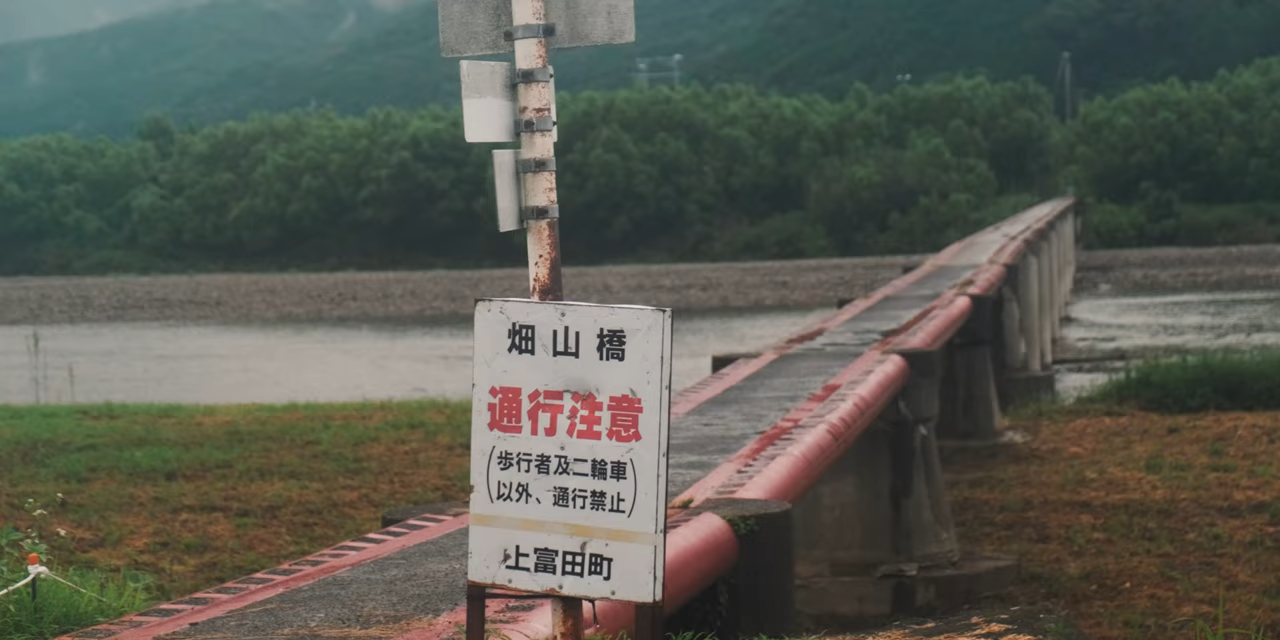 畑山橋
通行注意
(歩行者及二輪車
以外、通行禁止)
上富田町